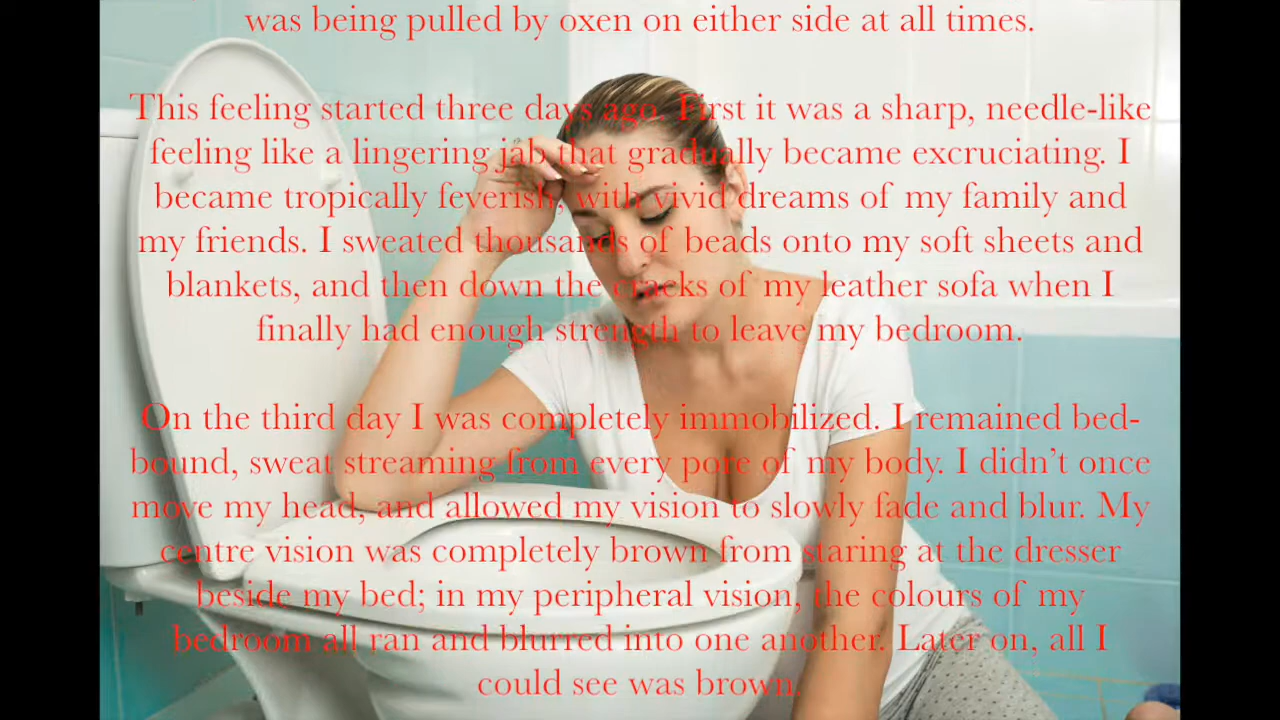 was being pulled by oxen on either side at all times.
This feeling started three days ago. First it was a sharp, needle-like
feeling like a lingering jab that gradually became excruciating. I
became tropically feverish, with vivid dreams of my family and
my friends. I sweated thousands of beads onto my soft sheets and
blankets, and then down the cracks of my leather sofa when I
finally had enough strength to leave my bedroom.
On the third day I was completely immobilized. I remained bed-
bound, sweat streaming from every pore of my body. I didn’t once
move my head, and allowed my vision to slowly fade and blur. My
centre vision was completely brown from staring at the dresser
beside my bed; in my peripheral vision, the colours of my
bedroom all ran and blurred into one another. Later on, all I
could see was brown.